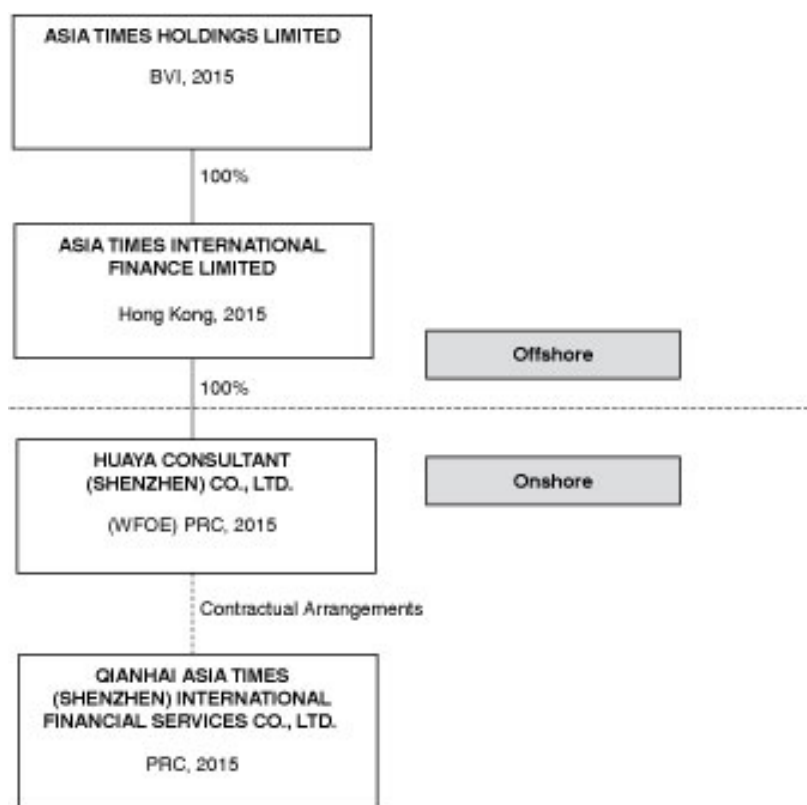 ASIA TIMES HOLDINGS LIMITED
BVI, 2015
100%
ASIA TIMES INTERNATIONAL
FINANCE LIMITED
Hong Kong, 2015
Offshore
100%
HUAYA CONSULTANT
(SHENZHEN) CO., LTD.
(WFOE) PRC, 2015
Onshore
Contractual Arrangements
QIANHAI ASIA TIMES
(SHENZHEN) INTERNATIONAL
FINANCIAL SERVICES CO., LTD.
PRC, 2015